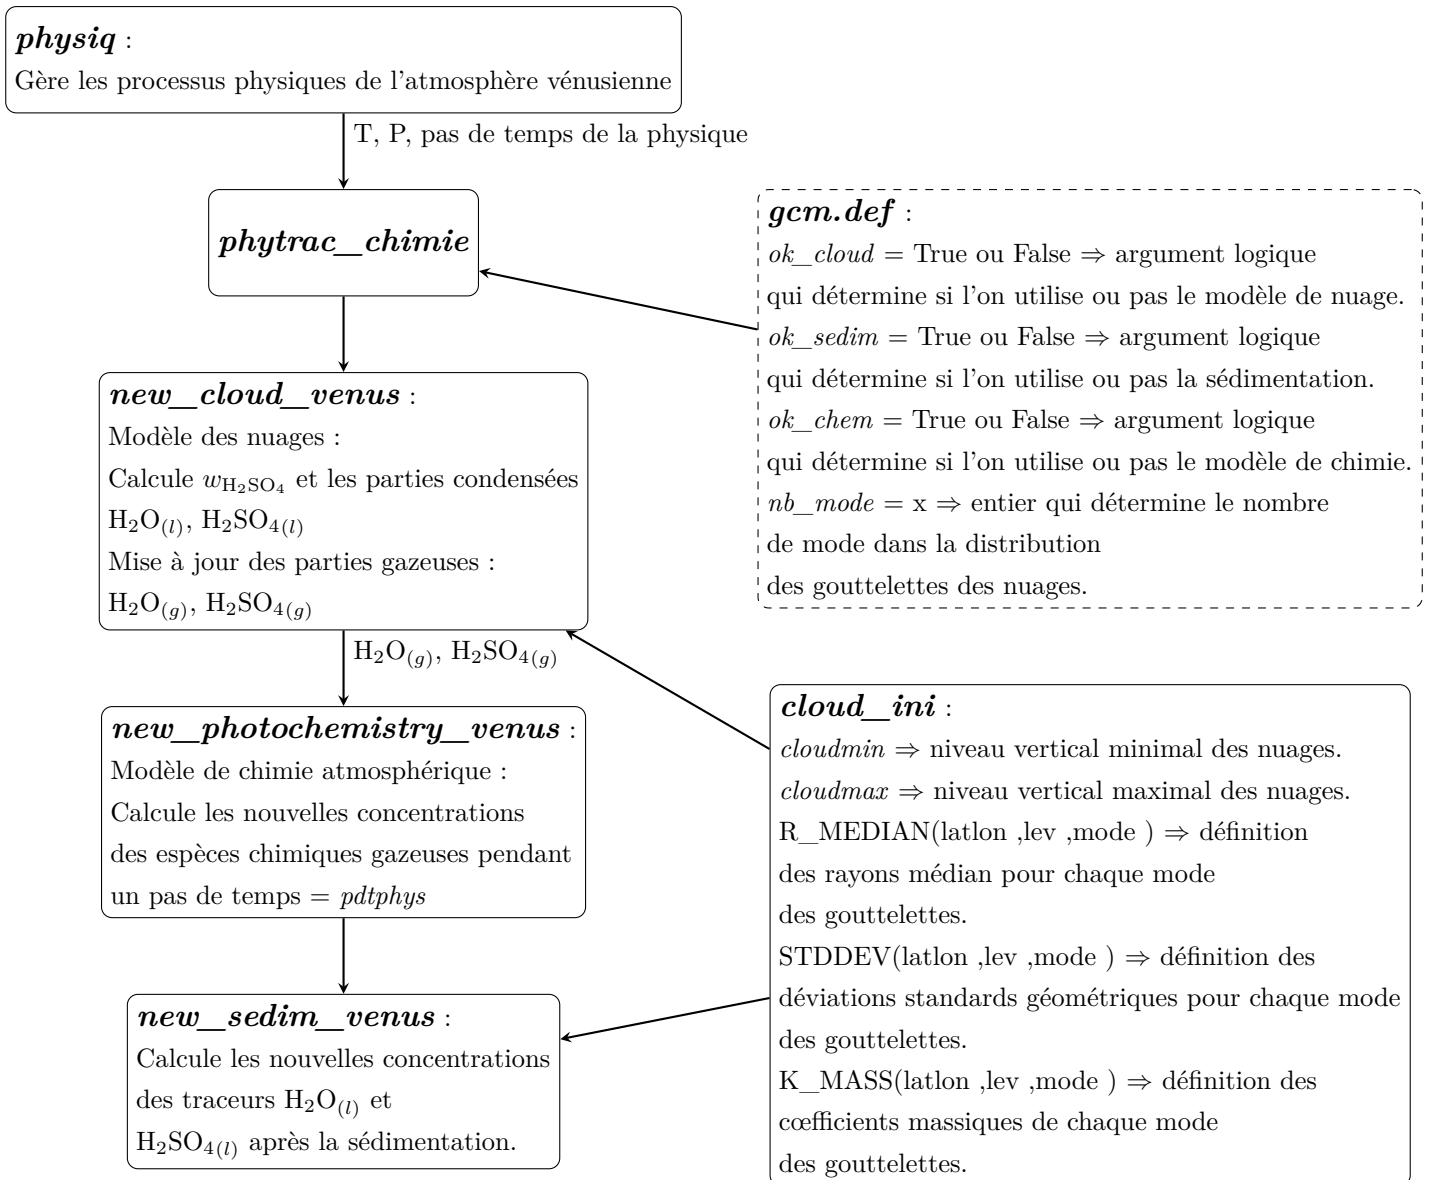 physiq :
Gère les processus physiques de l'atmosphère vénusienne
T, P, pas de temps de la physique
phytrac_chimie
gcm.def :
ok_cloud = True ou False ⇒ argument logique
qui détermine si l'on utilise ou pas le modèle de nuage.
ok_sedim = True ou False ⇒ argument logique
qui détermine si l'on utilise ou pas la sédimentation.
ok_chem = True ou False ⇒ argument logique
qui détermine si l'on utilise ou pas le modèle de chimie.
nb_mode = x ⇒ entier qui détermine le nombre
de mode dans la distribution
des gouttelettes des nuages.
new_cloud_venus :
Modèle des nuages :
Calcule w_{H₂SO₄} et les parties condensées
H₂O₍l₎, H₂SO₄₍l₎
Mise à jour des parties gazeuses :
H₂O₍g₎, H₂SO₄₍g₎
H₂O₍g₎, H₂SO₄₍g₎
new_photochemistry_venus :
Modèle de chimie atmosphérique :
Calcule les nouvelles concentrations
des espèces chimiques gazeuses pendant
un pas de temps = pdtphys
cloud_ini :
cloudmin ⇒ niveau vertical minimal des nuages.
cloudmax ⇒ niveau vertical maximal des nuages.
R_MEDIAN(latlon ,lev ,mode ) ⇒ définition
des rayons médian pour chaque mode
des gouttelettes.
STDDEV(latlon ,lev ,mode ) ⇒ définition des
déviations standards géométriques pour chaque mode
des gouttelettes.
K_MASS(latlon ,lev ,mode ) ⇒ définition des
cœfficients massiques de chaque mode
des gouttelettes.
new_sedim_venus :
Calcule les nouvelles concentrations
des traceurs H₂O₍l₎ et
H₂SO₄₍l₎ après la sédimentation.